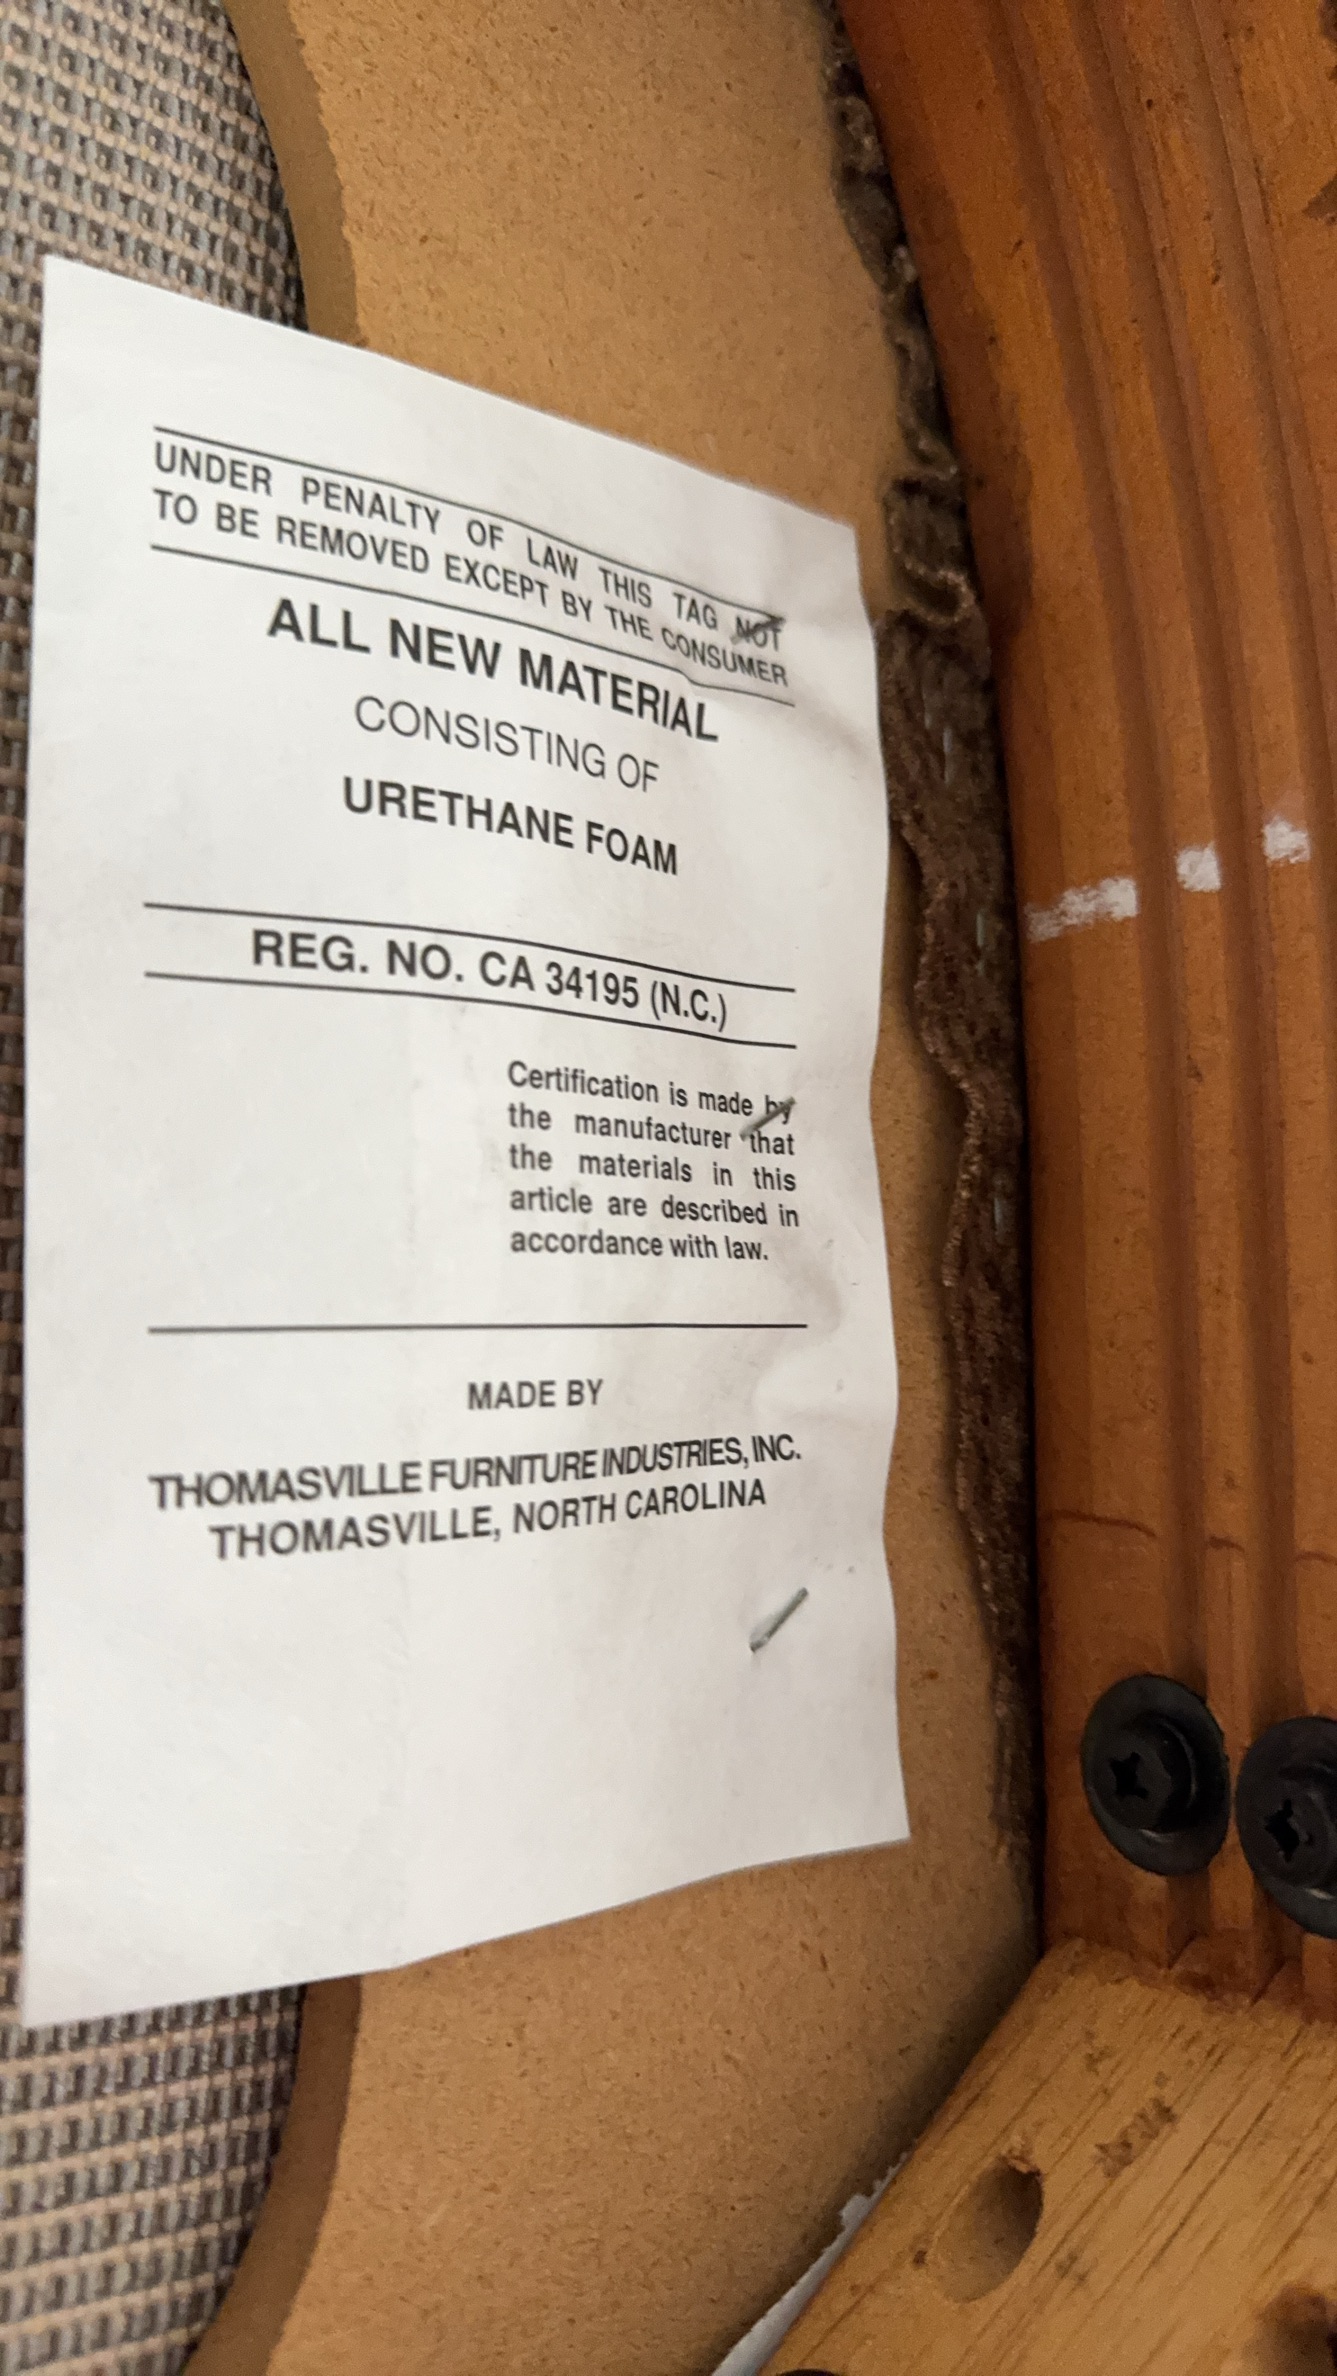 UNDER PENALTY OF LAW THIS TAG NOT
TO BE REMOVED EXCEPT BY THE CONSUMER
ALL NEW MATERIAL
CONSISTING OF
URETHANE FOAM
REG. NO. CA 34195 (N.C.)
Certification is made by
the manufacturer that
the materials in this
article are described in
accordance with law.
MADE BY
THOMASVILLE FURNITURE INDUSTRIES, INC.
THOMASVILLE, NORTH CAROLINA